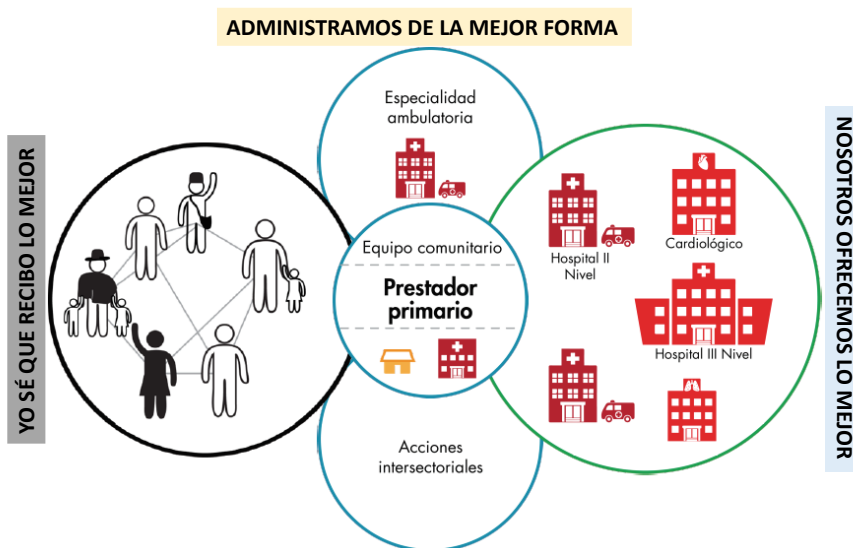 ADMINISTRAMOS DE LA MEJOR FORMA
YO SÉ QUE RECIBO LO MEJOR
Especialidad
ambulatoria
Equipo comunitario
Prestador
primario
Acciones
intersectoriales
Hospital II
Nivel
Cardiológico
Hospital III Nivel
NOSOTROS OFRECEMOS LO MEJOR